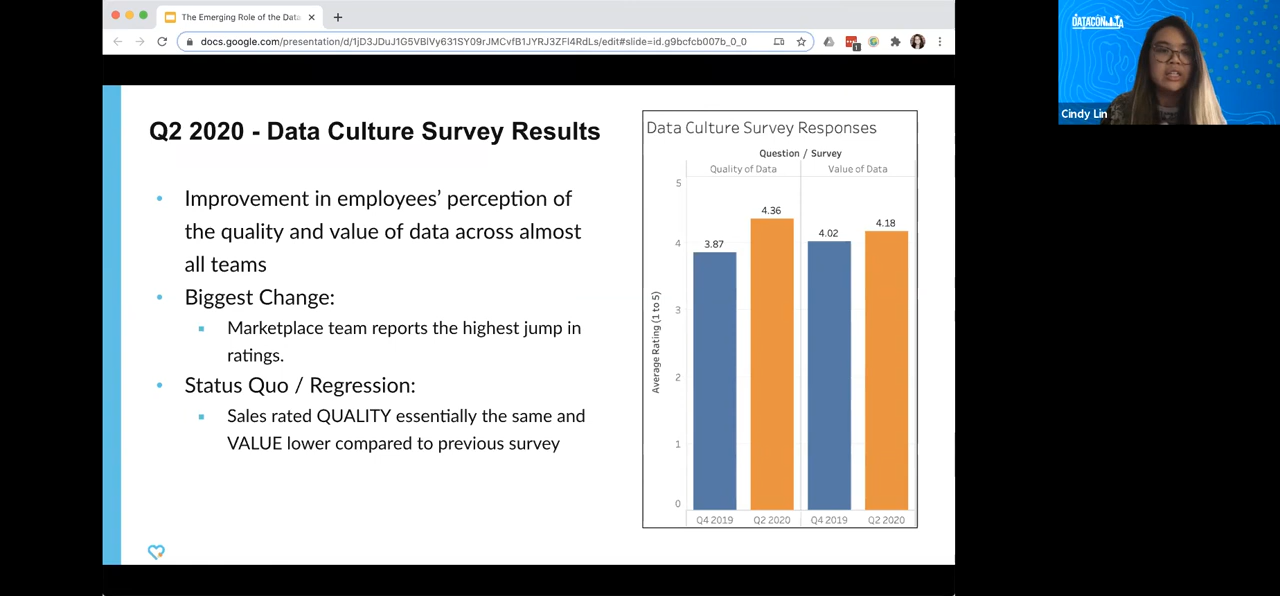 The Emerging Role of the Data
docs.google.com/presentation/d/1jD3JDuJ1G5VBlVy631SY09rJMCvfB1JYRJ3ZFl4RdLs/edit#slide=id.g9bcfcb007b_0_0
1
Cindy Lin
Q2 2020 - Data Culture Survey Results
• Improvement in employees’ perception of
the quality and value of data across almost
all teams
• Biggest Change:
▪ Marketplace team reports the highest jump in
ratings.
• Status Quo / Regression:
▪ Sales rated QUALITY essentially the same and
VALUE lower compared to previous survey
Data Culture Survey Responses
Question / Survey
Quality of Data
Value of Data
Average Rating (1 to 5)
5
4
3
2
1
0
3.87
4.36
4.02
4.18
Q4 2019
Q2 2020
Q4 2019
Q2 2020